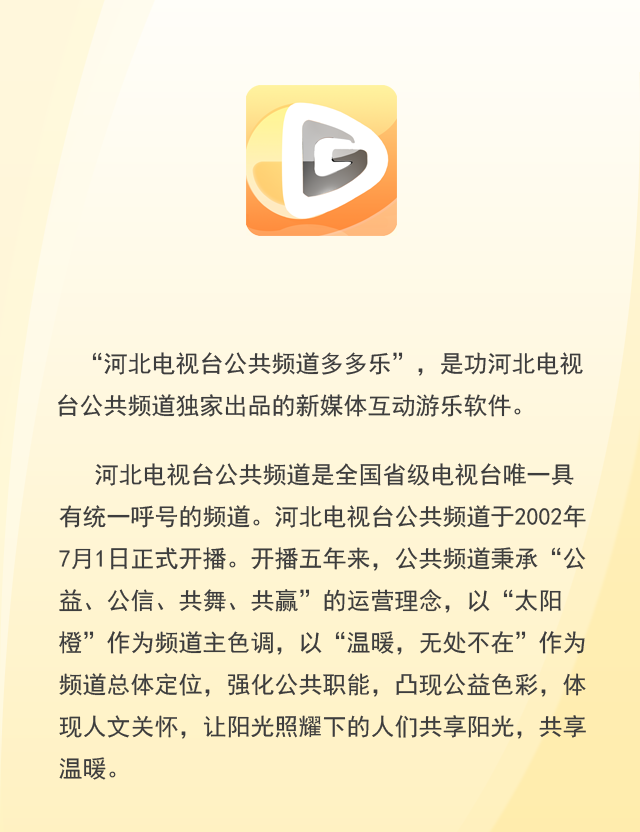 “河北电视台公共频道多多乐”，是功河北电视
台公共频道独家出品的新媒体互动游乐软件。
河北电视台公共频道是全国省级电视台唯一具
有统一呼号的频道。河北电视台公共频道于2002年
7月1日正式开播。开播五年来，公共频道秉承“公
益、公信、共舞、共赢”的运营理念，以“太阳
橙”作为频道主色调，以“温暖，无处不在”作为
频道总体定位，强化公共职能，凸现公益色彩，体
现人文关怀，让阳光照耀下的人们共享阳光，共享
温暖。